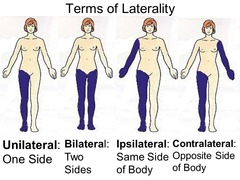 Terms of Laterality
Unilateral:
One Side
Bilateral:
Two
Sides
Ipsilateral:
Same Side
of Body
Contralateral:
Opposite Side
of Body